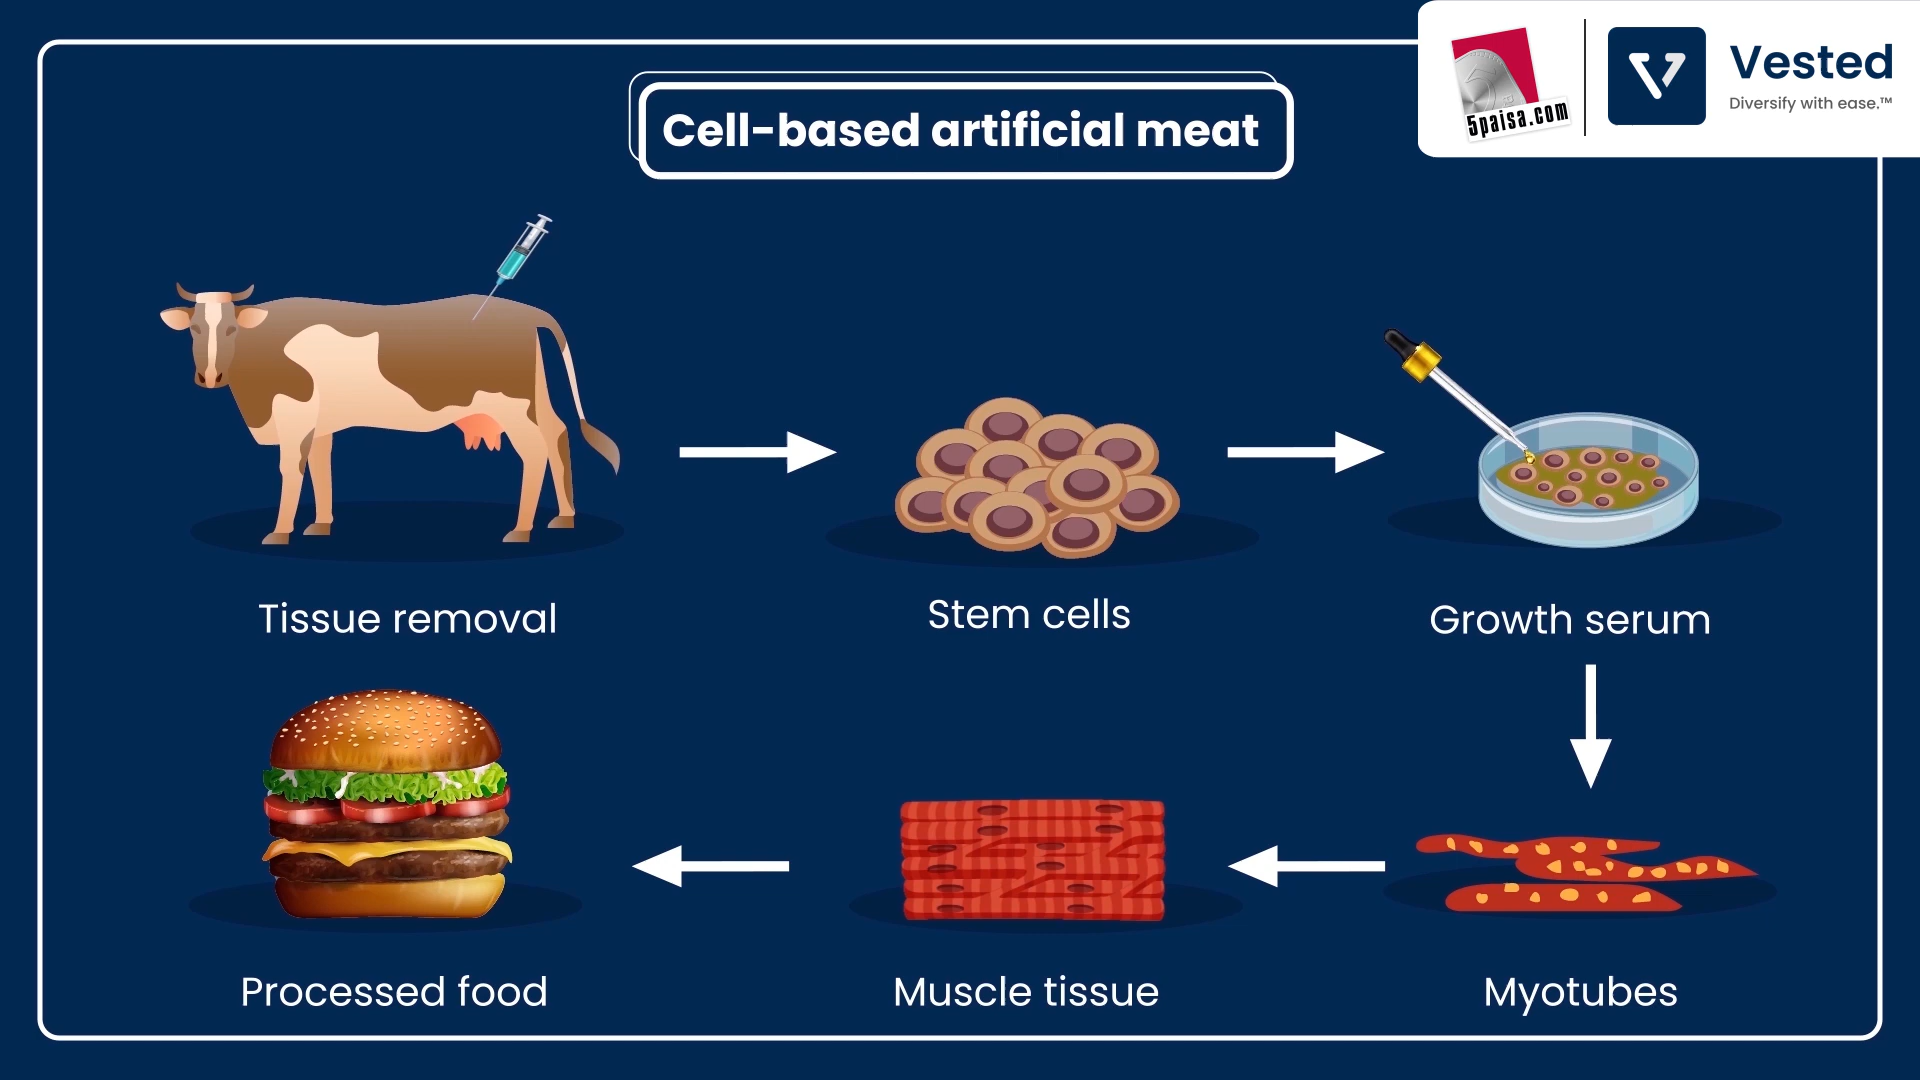 5paisa.com
Vested
Diversify with ease.™
Cell-based artificial meat
Tissue removal
Stem cells
Growth serum
Processed food
Muscle tissue
Myotubes